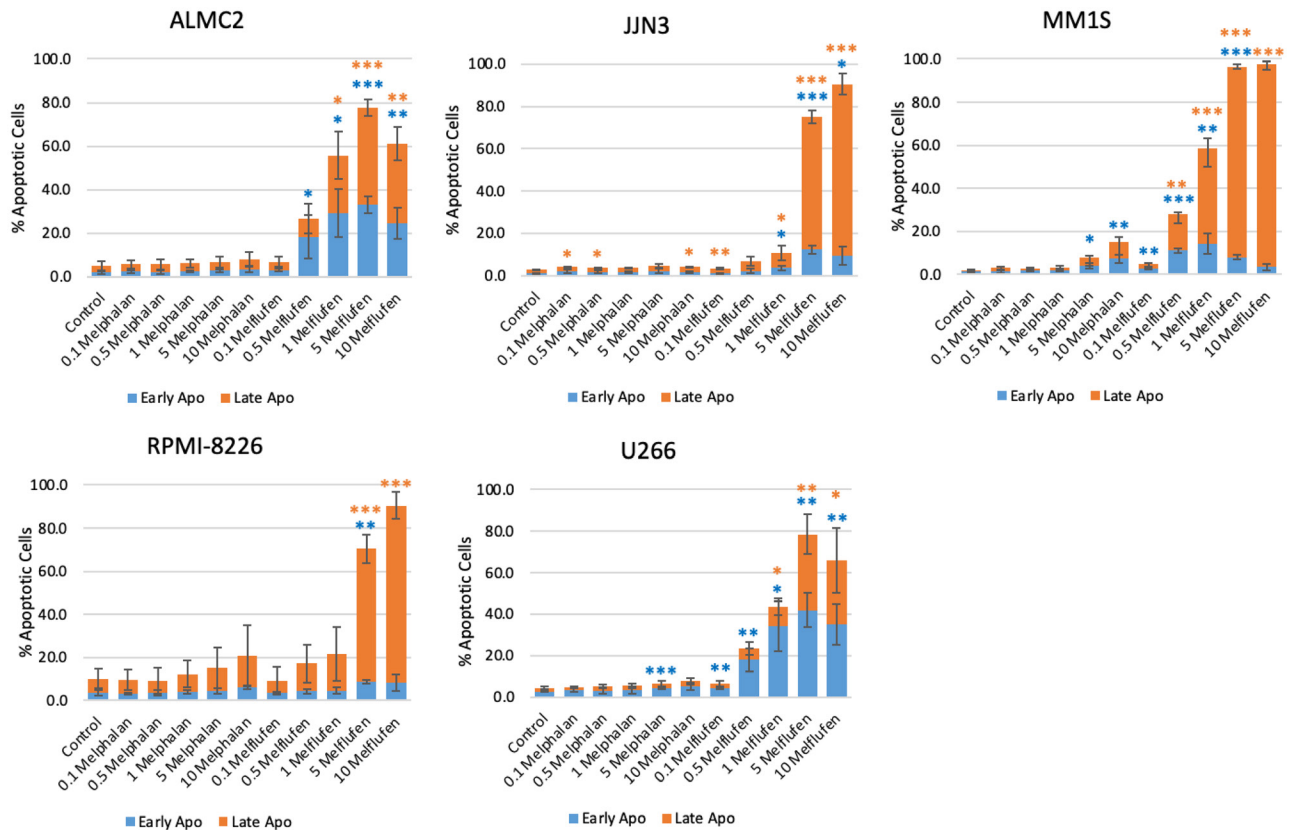 ALMC2
% Apoptotic Cells
100.0
80.0
60.0
40.0
20.0
0.0
*
*
*
***
***
**
**
Control
0.1 Melphalan
0.5 Melphalan
1 Melphalan
5 Melphalan
10 Melphalan
0.1 Melflufen
0.5 Melflufen
1 Melflufen
5 Melflufen
10 Melflufen
Early Apo
Late Apo
JJN3
% Apoptotic Cells
100.0
80.0
60.0
40.0
20.0
0.0
*
*
*
**
*
*
***
***
***
*
Control
0.1 Melphalan
0.5 Melphalan
1 Melphalan
5 Melphalan
10 Melphalan
0.1 Melflufen
0.5 Melflufen
1 Melflufen
5 Melflufen
10 Melflufen
Early Apo
Late Apo
MM1S
% Apoptotic Cells
100.0
80.0
60.0
40.0
20.0
0.0
*
**
**
**
***
***
**
***
***
***
Control
0.1 Melphalan
0.5 Melphalan
1 Melphalan
5 Melphalan
10 Melphalan
0.1 Melflufen
0.5 Melflufen
1 Melflufen
5 Melflufen
10 Melflufen
Early Apo
Late Apo
RPMI-8226
% Apoptotic Cells
100.0
80.0
60.0
40.0
20.0
0.0
***
**
***
Control
0.1 Melphalan
0.5 Melphalan
1 Melphalan
5 Melphalan
10 Melphalan
0.1 Melflufen
0.5 Melflufen
1 Melflufen
5 Melflufen
10 Melflufen
Early Apo
Late Apo
U266
% Apoptotic Cells
100.0
80.0
60.0
40.0
20.0
0.0
***
**
**
*
*
**
**
*
**
Control
0.1 Melphalan
0.5 Melphalan
1 Melphalan
5 Melphalan
10 Melphalan
0.1 Melflufen
0.5 Melflufen
1 Melflufen
5 Melflufen
10 Melflufen
Early Apo
Late Apo